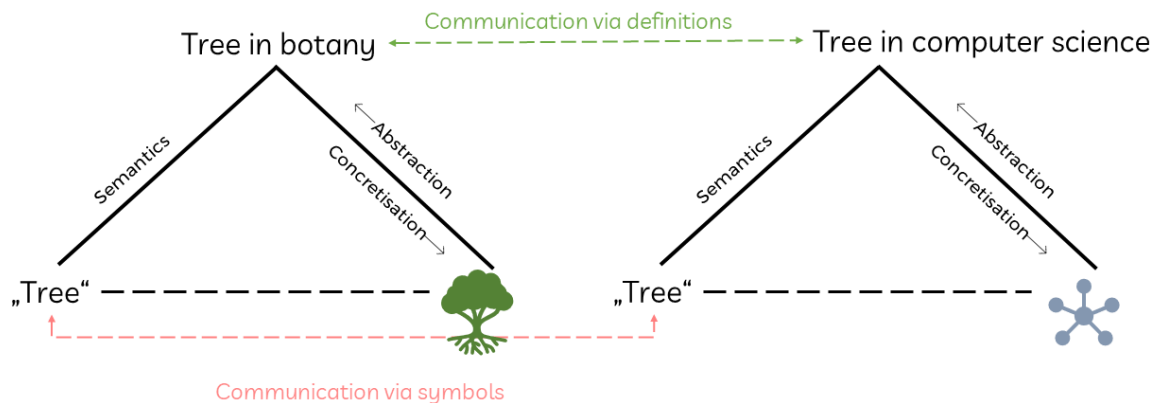 Communication via definitions
Tree in botany
Tree in computer science
Semantics
Abstraction
Concretisation
Semantics
Abstraction
Concretisation
„Tree“
„Tree“
Communication via symbols